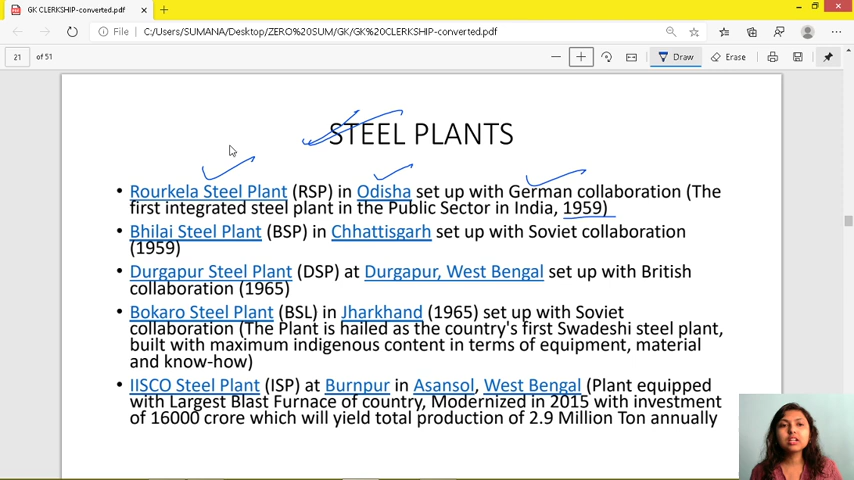 GK CLERKSHIP-converted.pdf
File C:/Users/SUMANA/Desktop/ZERO%20SUM/GK/GK%20CLERKSHIP-converted.pdf
21 of 51 Draw Erase
STEEL PLANTS
• Rourkela Steel Plant (RSP) in Odisha set up with German collaboration (The
first integrated steel plant in the Public Sector in India, 1959)
• Bhilai Steel Plant (BSP) in Chhattisgarh set up with Soviet collaboration
(1959)
• Durgapur Steel Plant (DSP) at Durgapur, West Bengal set up with British
collaboration (1965)
• Bokaro Steel Plant (BSL) in Jharkhand (1965) set up with Soviet
collaboration (The Plant is hailed as the country's first Swadeshi steel plant,
built with maximum indigenous content in terms of equipment, material
and know-how)
• IISCO Steel Plant (ISP) at Burnpur in Asansol, West Bengal (Plant equipped
with Largest Blast Furnace of country, Modernized in 2015 with investment
of 16000 crore which will yield total production of 2.9 Million Ton annually